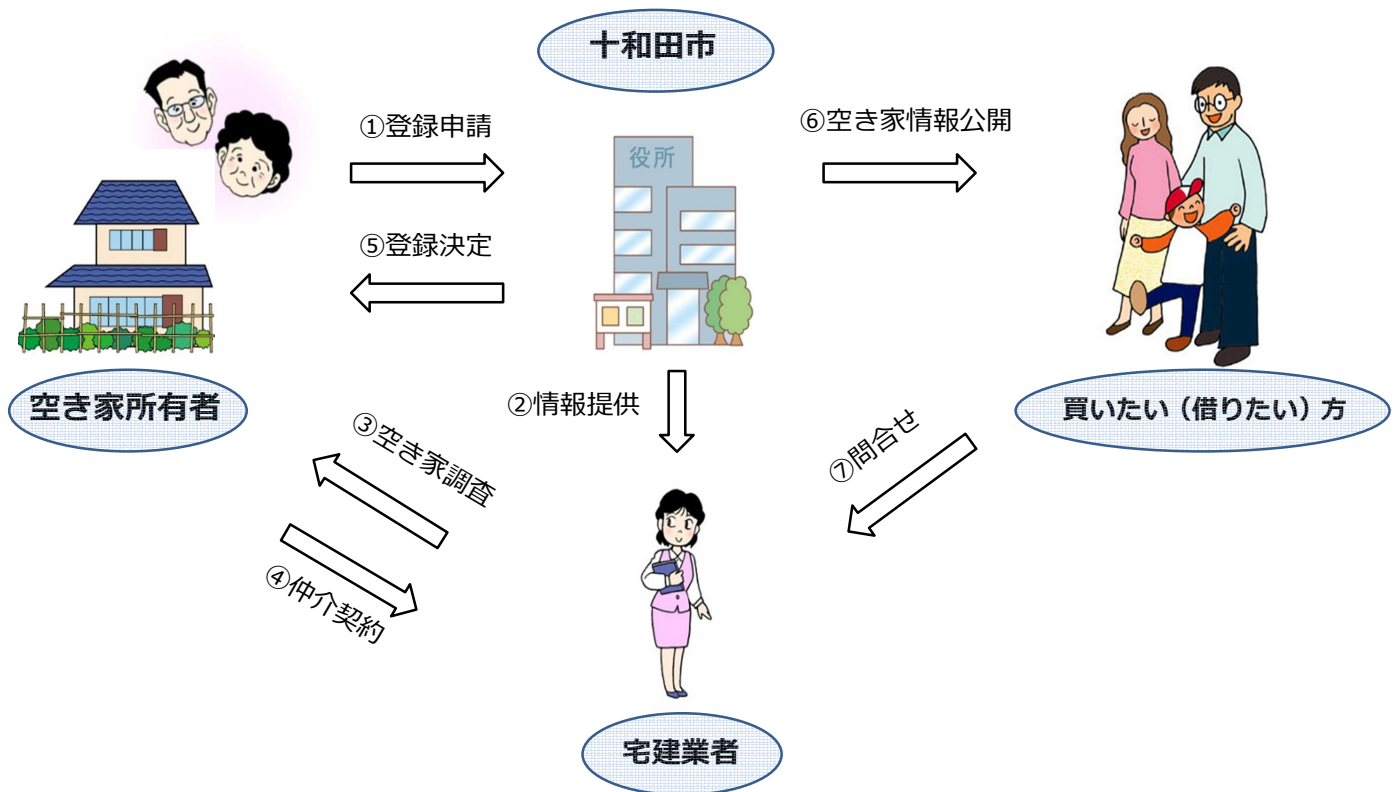 十和田市
①登録申請
⑥空き家情報公開
役所
⑤登録決定
空き家所有者
②情報提供
買いたい（借りたい）方
③空き家調査
⑦問合せ
④仲介契約
宅建業者